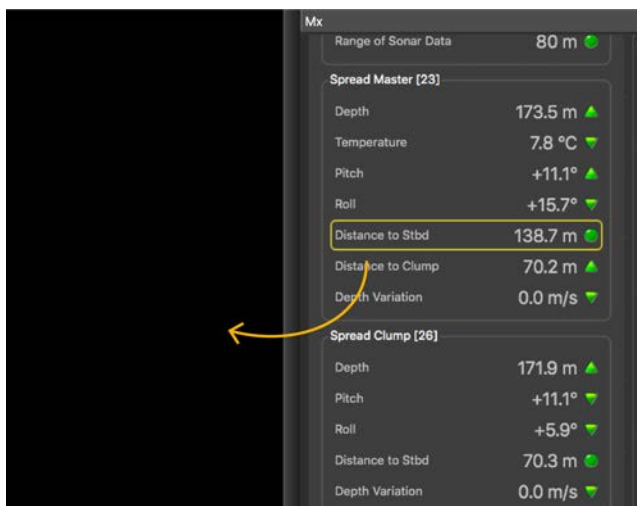 Mx
Range of Sonar Data 80 m
Spread Master [23]
Depth 173.5 m
Temperature 7.8 °C
Pitch +11.1°
Roll +15.7°
Distance to Stbd 138.7 m
Distance to Clump 70.2 m
Depth Variation 0.0 m/s
Spread Clump [26]
Depth 171.9 m
Pitch +11.1°
Roll +5.9°
Distance to Stbd 70.3 m
Depth Variation 0.0 m/s